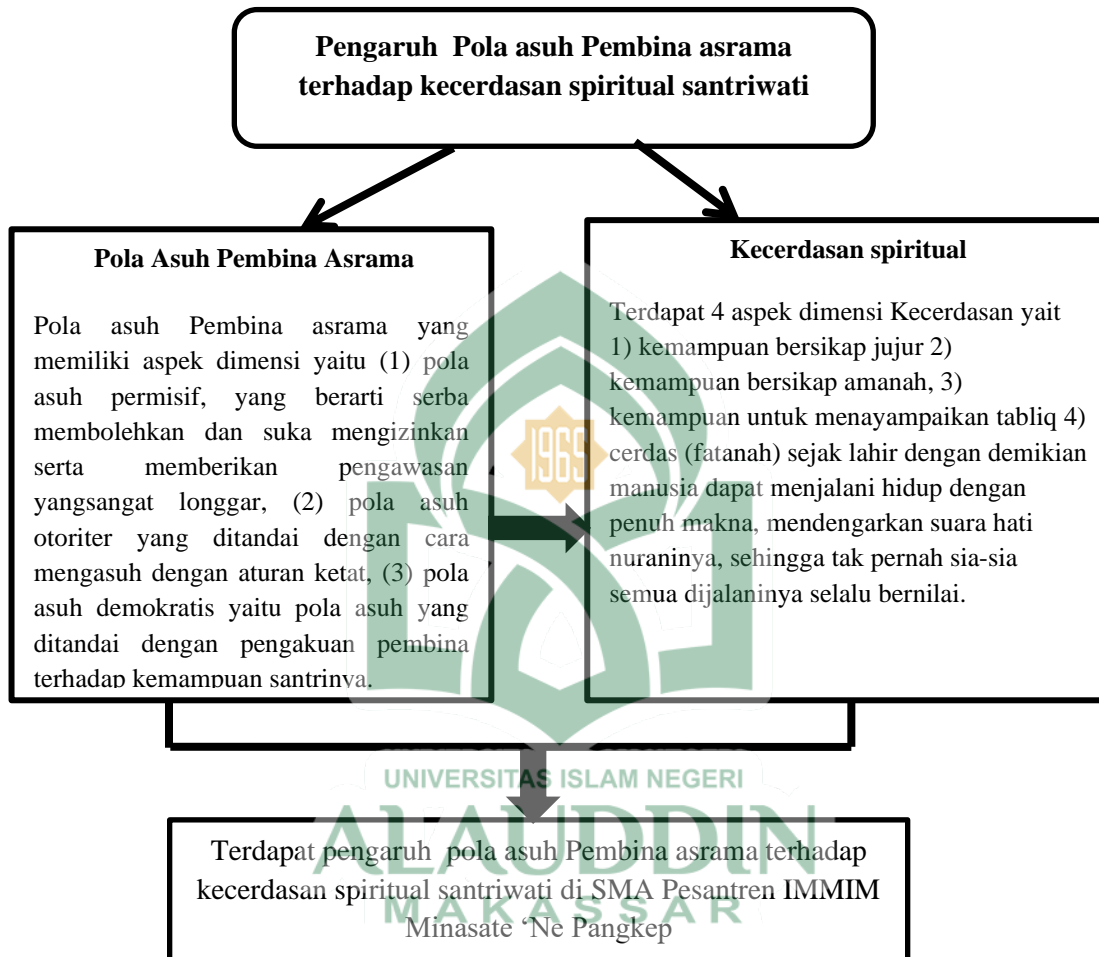 Pengaruh Pola asuh Pembina asrama
terhadap kecerdasan spiritual santriwati
Pola Asuh Pembina Asrama
Pola asuh Pembina asrama yang
memiliki aspek dimensi yaitu (1) pola
asuh permisif, yang berarti serba
membolehkan dan suka mengizinkan
serta memberikan pengawasan
yangsangat longgar, (2) pola asuh
otoriter yang ditandai dengan cara
mengasuh dengan aturan ketat, (3) pola
asuh demokratis yaitu pola asuh yang
ditandai dengan pengakuan pembina
terhadap kemampuan santrinya.
Kecerdasan spiritual
Terdapat 4 aspek dimensi Kecerdasan yait
1) kemampuan bersikap jujur 2)
kemampuan bersikap amanah, 3)
kemampuan untuk menayampaikan tabliq 4)
cerdas (fatanah) sejak lahir dengan demikian
manusia dapat menjalani hidup dengan
penuh makna, mendengarkan suara hati
nuraninya, sehingga tak pernah sia-sia
semua dijalaninya selalu bernilai.
1965
UNIVERSITAS ISLAM NEGERI
ALAUDDIN
MAKASSAR
Terdapat pengaruh pola asuh Pembina asrama terhadap
kecerdasan spiritual santriwati di SMA Pesantren IMMIM
Minasate ‘Ne Pangkep